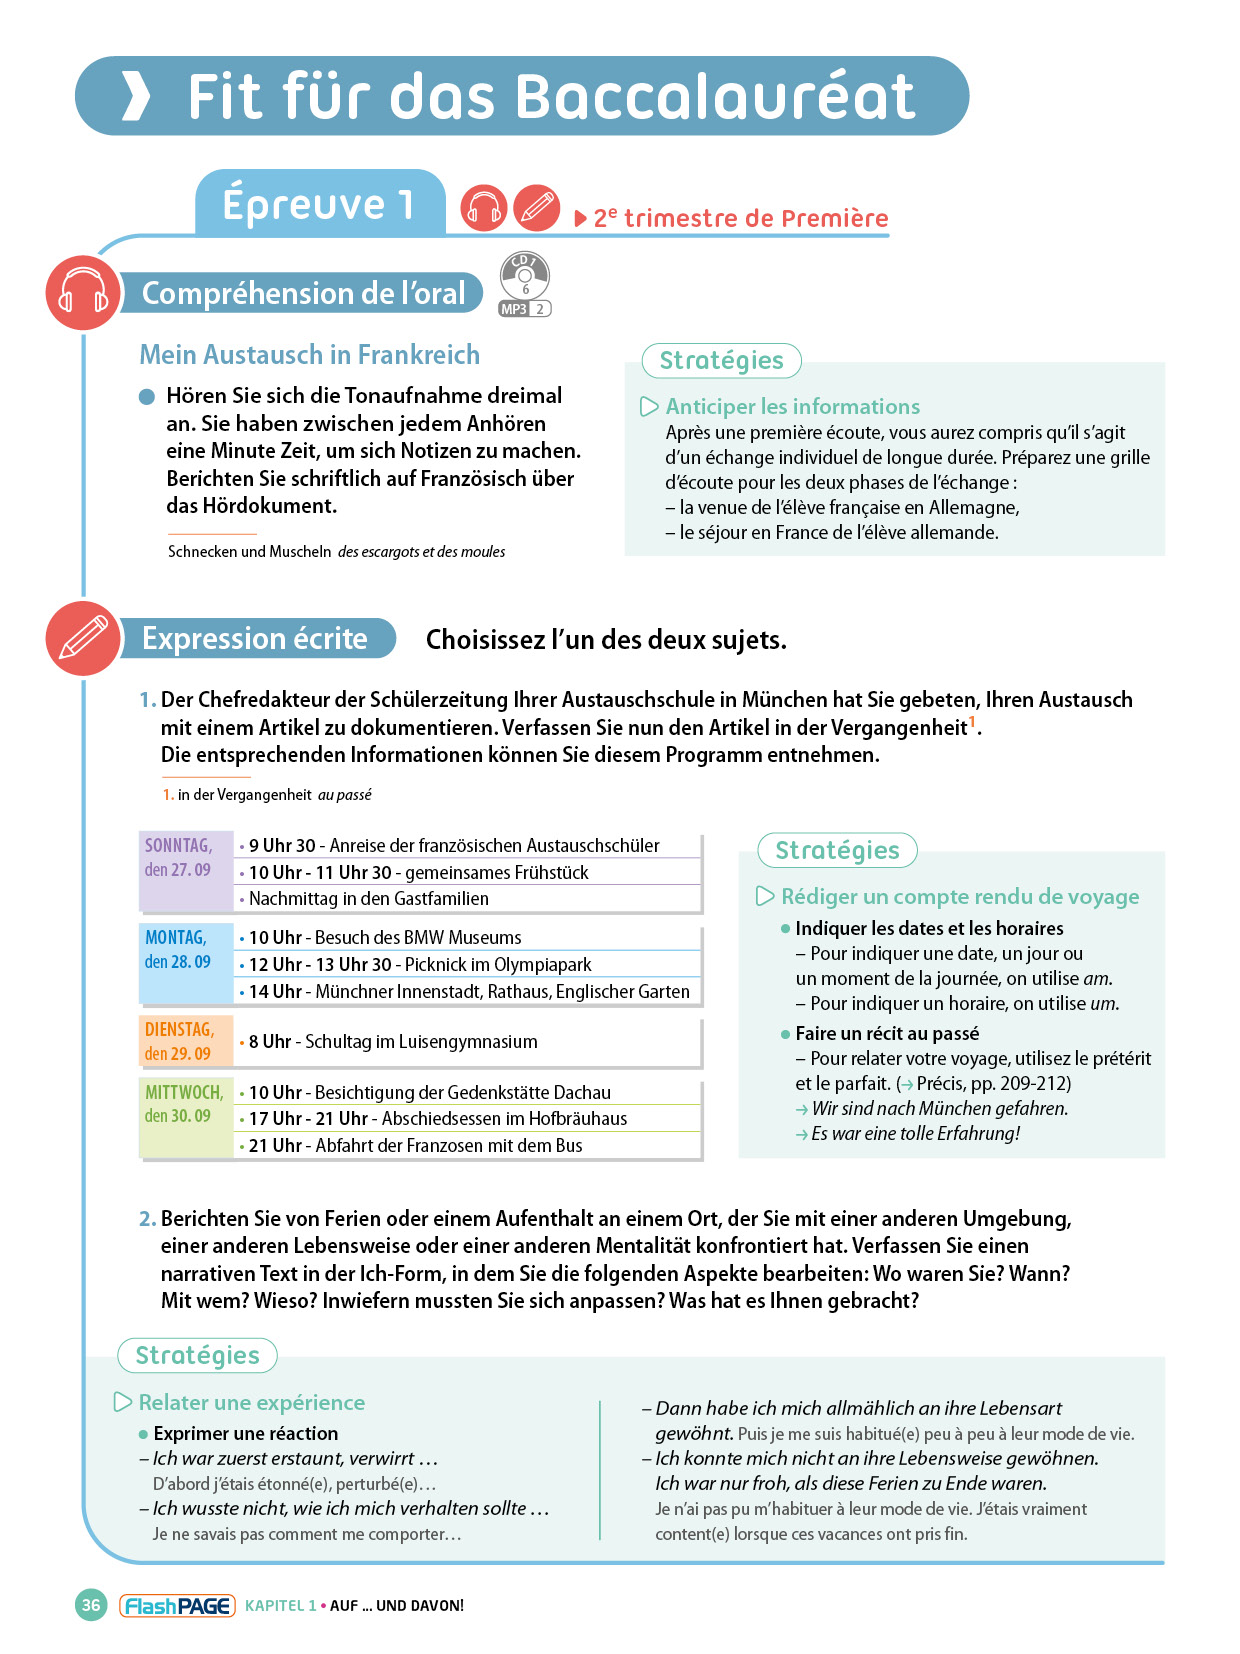 Fit für das Baccalauréat
Épreuve 1
2e trimestre de Première
Compréhension de l'oral
CD 1
6
MP3 2
Mein Austausch in Frankreich
Hören Sie sich die Tonaufnahme dreimal
an. Sie haben zwischen jedem Anhören
eine Minute Zeit, um sich Notizen zu machen.
Berichten Sie schriftlich auf Französisch über
das Hördokument.
Schnecken und Muscheln des escargots et des moules
Stratégies
Anticiper les informations
Après une première écoute, vous aurez compris qu'il s'agit
d'un échange individuel de longue durée. Préparez une grille
d'écoute pour les deux phases de l'échange :
– la venue de l'élève française en Allemagne,
– le séjour en France de l'élève allemande.
Expression écrite
Choisissez l'un des deux sujets.
1. Der Chefredakteur der Schülerzeitung Ihrer Austauschschule in München hat Sie gebeten, Ihren Austausch
mit einem Artikel zu dokumentieren. Verfassen Sie nun den Artikel in der Vergangenheit1.
Die entsprechenden Informationen können Sie diesem Programm entnehmen.
1. in der Vergangenheit au passé
SONNTAG,
den 27. 09
• 9 Uhr 30 - Anreise der französischen Austauschschüler
• 10 Uhr - 11 Uhr 30 - gemeinsames Frühstück
• Nachmittag in den Gastfamilien
MONTAG,
den 28. 09
• 10 Uhr - Besuch des BMW Museums
• 12 Uhr - 13 Uhr 30 - Picknick im Olympiapark
• 14 Uhr - Münchner Innenstadt, Rathaus, Englischer Garten
DIENSTAG,
den 29. 09
• 8 Uhr - Schultag im Luisengymnasium
MITTWOCH,
den 30. 09
• 10 Uhr - Besichtigung der Gedenkstätte Dachau
• 17 Uhr - 21 Uhr - Abschiedsessen im Hofbräuhaus
• 21 Uhr - Abfahrt der Franzosen mit dem Bus
Stratégies
Rédiger un compte rendu de voyage
• Indiquer les dates et les horaires
– Pour indiquer une date, un jour ou
un moment de la journée, on utilise am.
– Pour indiquer un horaire, on utilise um.
• Faire un récit au passé
– Pour relater votre voyage, utilisez le prétérit
et le parfait. (→ Précis, pp. 209-212)
→ Wir sind nach München gefahren.
→ Es war eine tolle Erfahrung!
2. Berichten Sie von Ferien oder einem Aufenthalt an einem Ort, der Sie mit einer anderen Umgebung,
einer anderen Lebensweise oder einer anderen Mentalität konfrontiert hat. Verfassen Sie einen
narrativen Text in der Ich-Form, in dem Sie die folgenden Aspekte bearbeiten: Wo waren Sie? Wann?
Mit wem? Wieso? Inwiefern mussten Sie sich anpassen? Was hat es Ihnen gebracht?
Stratégies
Relater une expérience
• Exprimer une réaction
– Ich war zuerst erstaunt, verwirrt …
D'abord j'étais étonné(e), perturbé(e)…
– Ich wusste nicht, wie ich mich verhalten sollte …
Je ne savais pas comment me comporter…
– Dann habe ich mich allmählich an ihre Lebensart
gewöhnt. Puis je me suis habitué(e) peu à peu à leur mode de vie.
– Ich konnte mich nicht an ihre Lebensweise gewöhnen.
Ich war nur froh, als diese Ferien zu Ende waren.
Je n'ai pas pu m'habituer à leur mode de vie. J'étais vraiment
content(e) lorsque ces vacances ont pris fin.
36 FlashPAGE KAPITEL 1 • AUF ... UND DAVON!